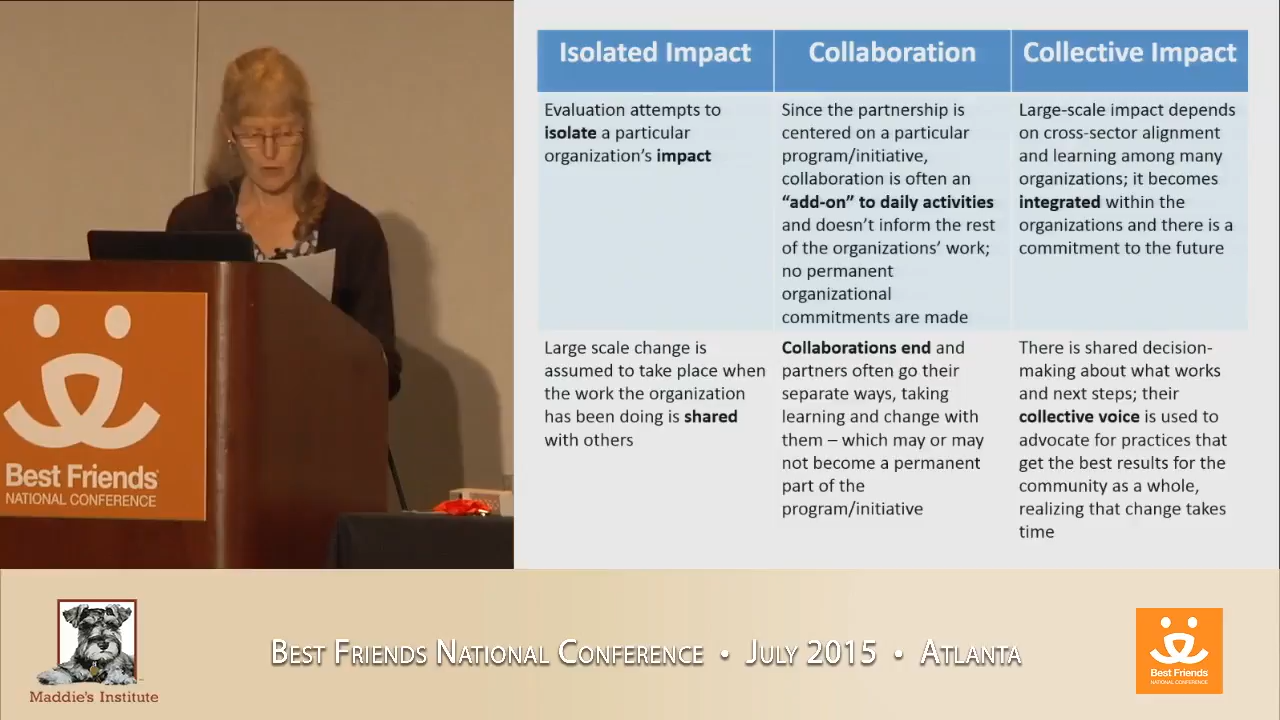 Isolated Impact
Collaboration
Collective Impact
Evaluation attempts to
isolate a particular
organization's impact
Since the partnership is
centered on a particular
program/initiative,
collaboration is often an
“add-on” to daily activities
and doesn't inform the rest
of the organizations' work;
no permanent
organizational
commitments are made
Large-scale impact depends
on cross-sector alignment
and learning among many
organizations; it becomes
integrated within the
organizations and there is a
commitment to the future
Large scale change is
assumed to take place when
the work the organization
has been doing is shared
with others
Collaborations end and
partners often go their
separate ways, taking
learning and change with
them – which may or may
not become a permanent
part of the
program/initiative
There is shared decision-
making about what works
and next steps; their
collective voice is used to
advocate for practices that
get the best results for the
community as a whole,
realizing that change takes
time
Best Friends
NATIONAL CONFERENCE
Maddie's Institute
BEST FRIENDS NATIONAL CONFERENCE • JULY 2015 • ATLANTA
Best Friends
NATIONAL CONFERENCE